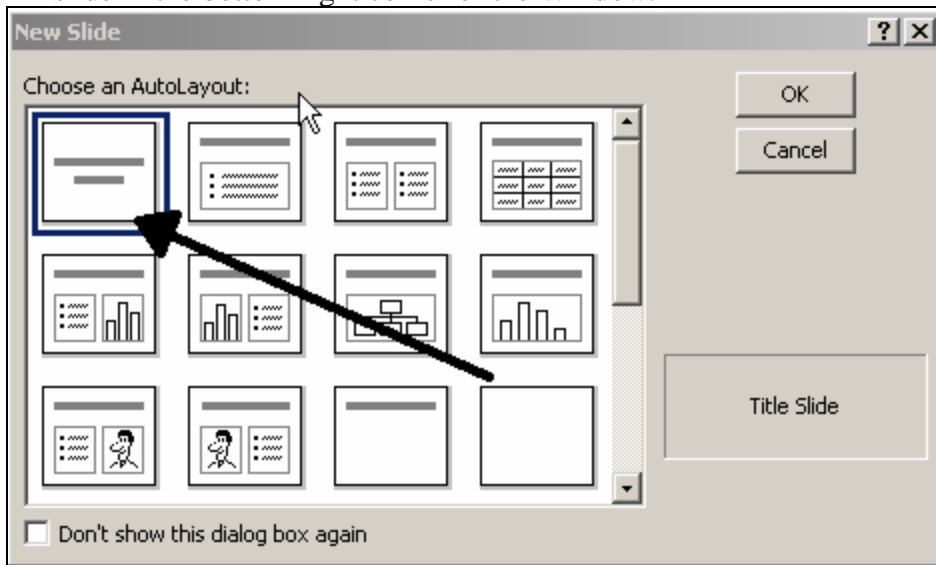 New Slide
Choose an AutoLayout:
OK
Cancel
Title Slide
Don't show this dialog box again